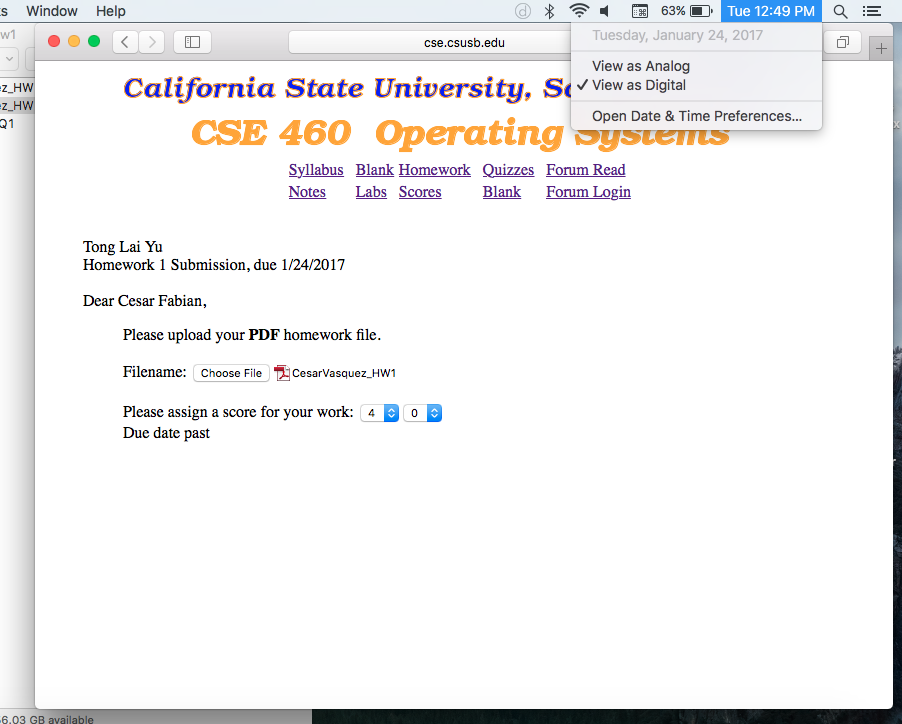 s Window Help 63% Tue 12:49 PM
w1
cse.csusb.edu
Tuesday, January 24, 2017
View as Analog
✓ View as Digital
Open Date & Time Preferences...
ez_HW
ez_HW
Q1
California State University, S
CSE 460 Operating Systems
Syllabus Blank Homework Quizzes Forum Read
Notes Labs Scores Blank Forum Login
Tong Lai Yu
Homework 1 Submission, due 1/24/2017
Dear Cesar Fabian,
Please upload your PDF homework file.
Filename: Choose File CesarVasquez_HW1
Please assign a score for your work: 4 0
Due date past
6.03 GB available